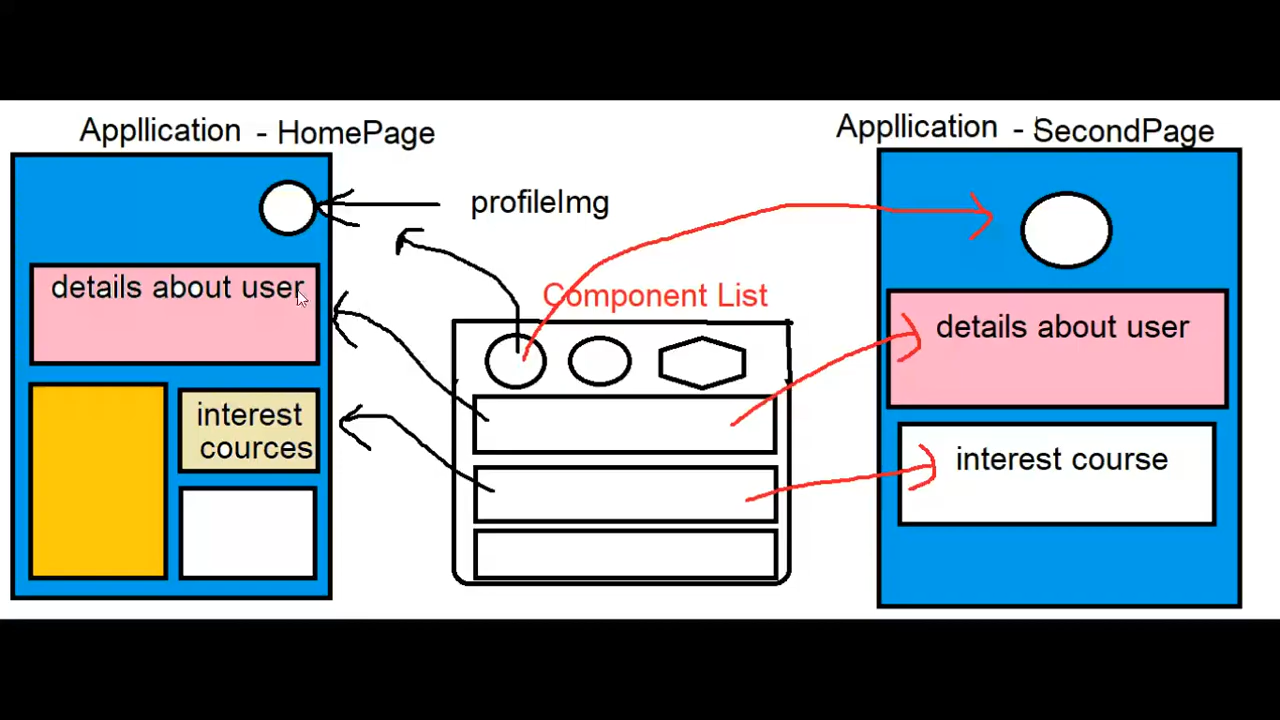 Appllication - HomePage
Appllication - SecondPage
profileImg
Component List
details about user
interest
cources
details about user
interest course